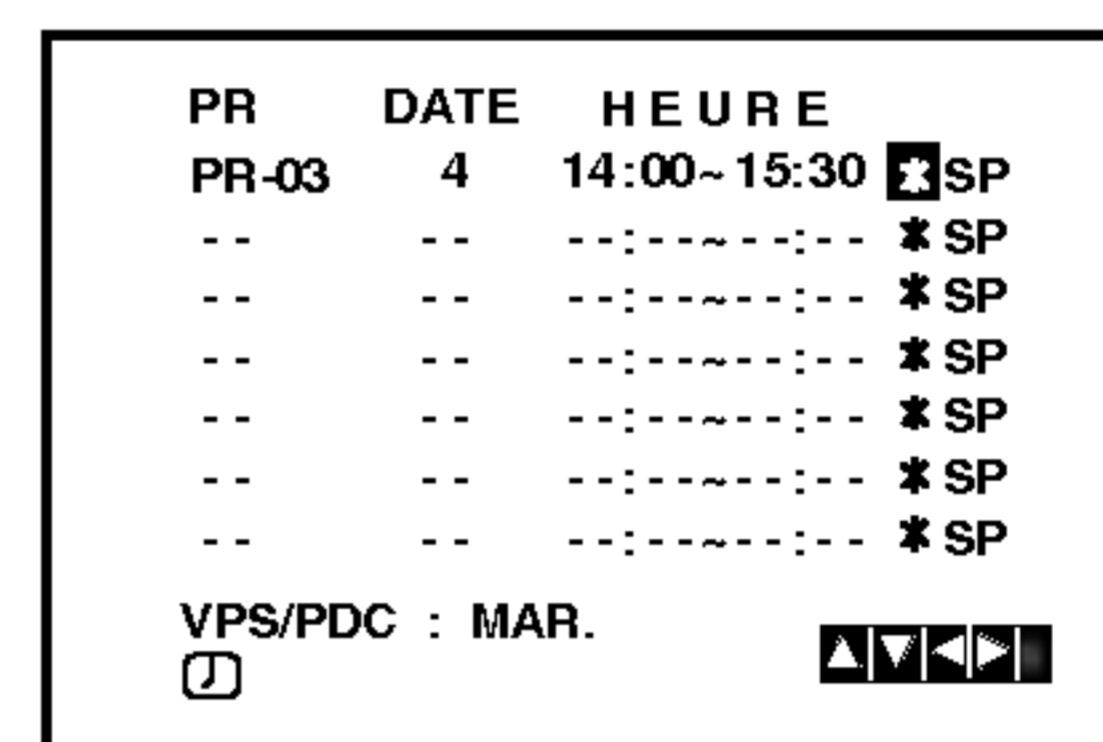 PR DATE HEURE
PR-03 4 14:00~15:30 *SP
-- -- --:--~--:-- *SP
-- -- --:--~--:-- *SP
-- -- --:--~--:-- *SP
-- -- --:--~--:-- *SP
-- -- --:--~--:-- *SP
-- -- --:--~--:-- *SP
VPS/PDC : MAR.